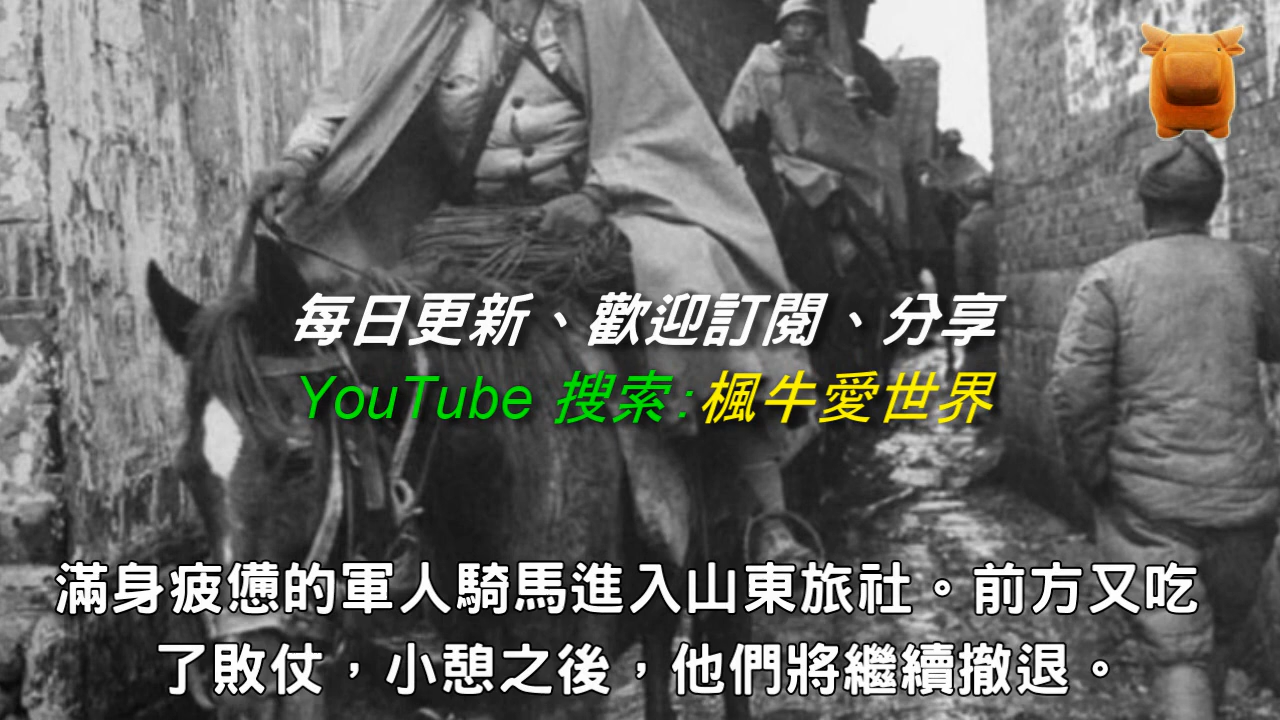 每日更新、歡迎訂閱、分享
YouTube 搜索:楓牛愛世界
滿身疲憊的軍人騎馬進入山東旅社。前方又吃
了敗仗，小憩之後，他們將繼續撤退。